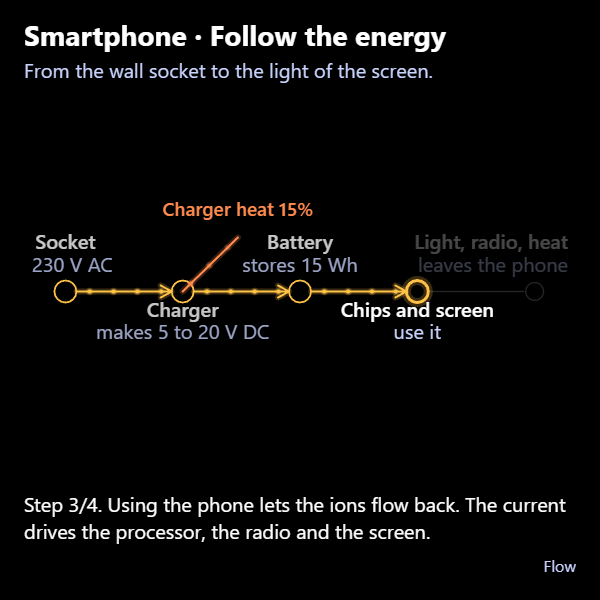 Smartphone · Follow the energy
From the wall socket to the light of the screen.
Charger heat 15%
Socket
230 V AC
Battery
stores 15 Wh
Light, radio, heat
leaves the phone
Charger
makes 5 to 20 V DC
Chips and screen
use it
Step 3/4. Using the phone lets the ions flow back. The current
drives the processor, the radio and the screen.
Flow